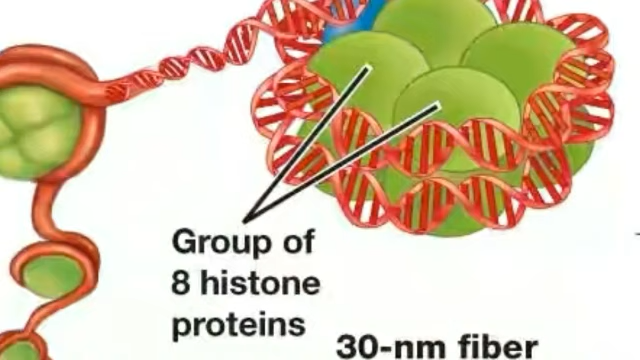 Group of
8 histone
proteins
30-nm fiber